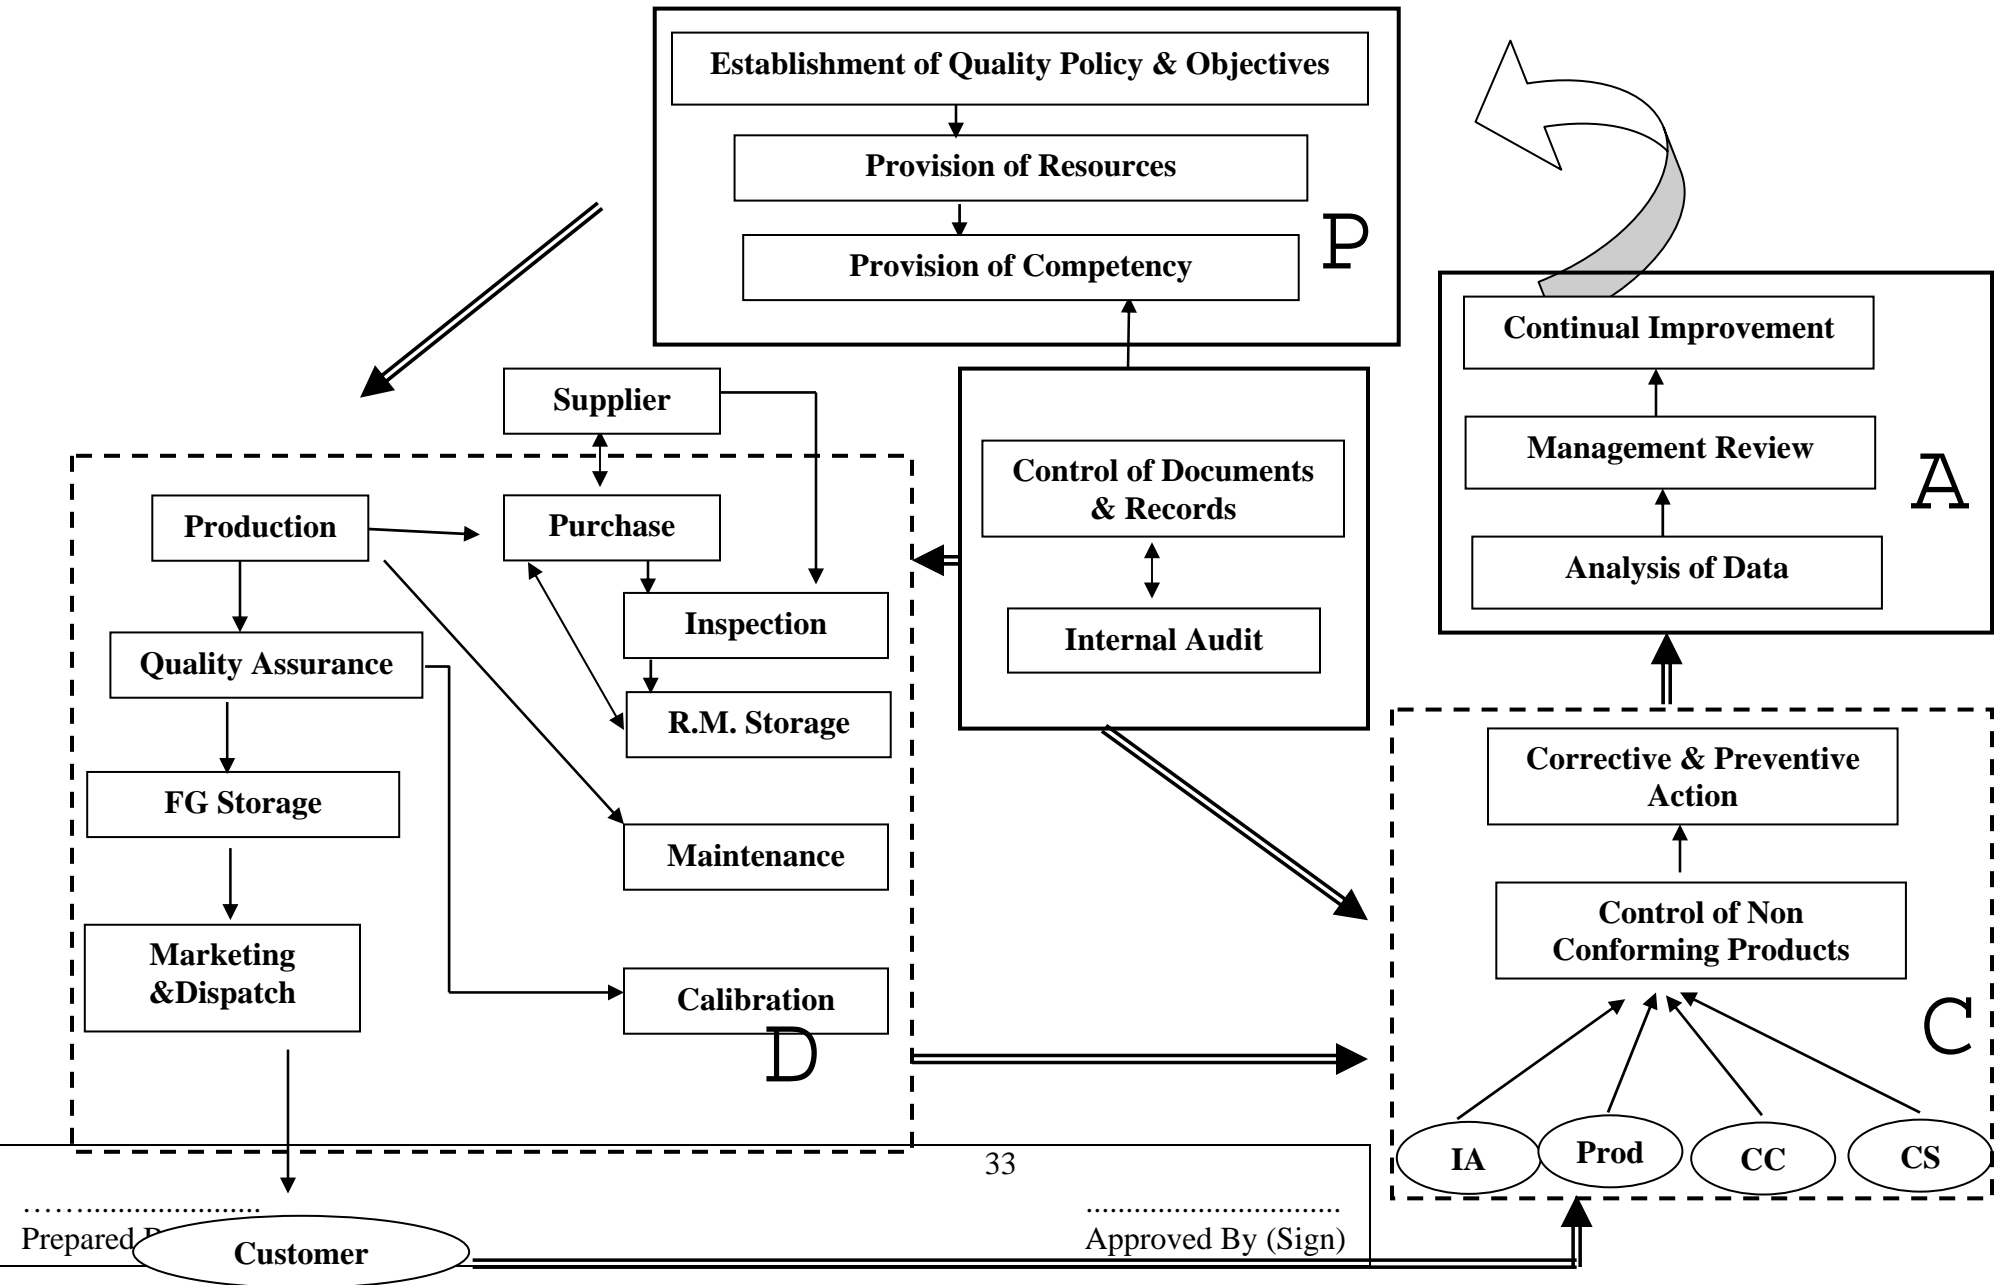 Establishment of Quality Policy & Objectives
Provision of Resources
Provision of Competency
P
Supplier
Production
Purchase
Inspection
Quality Assurance
R.M. Storage
FG Storage
Maintenance
Marketing
&Dispatch
Calibration
D
Control of Documents
& Records
Internal Audit
Continual Improvement
Management Review
A
Analysis of Data
Corrective & Preventive
Action
Control of Non
Conforming Products
C
IA
Prod
CC
CS
33
Prepared
Approved By (Sign)
Customer